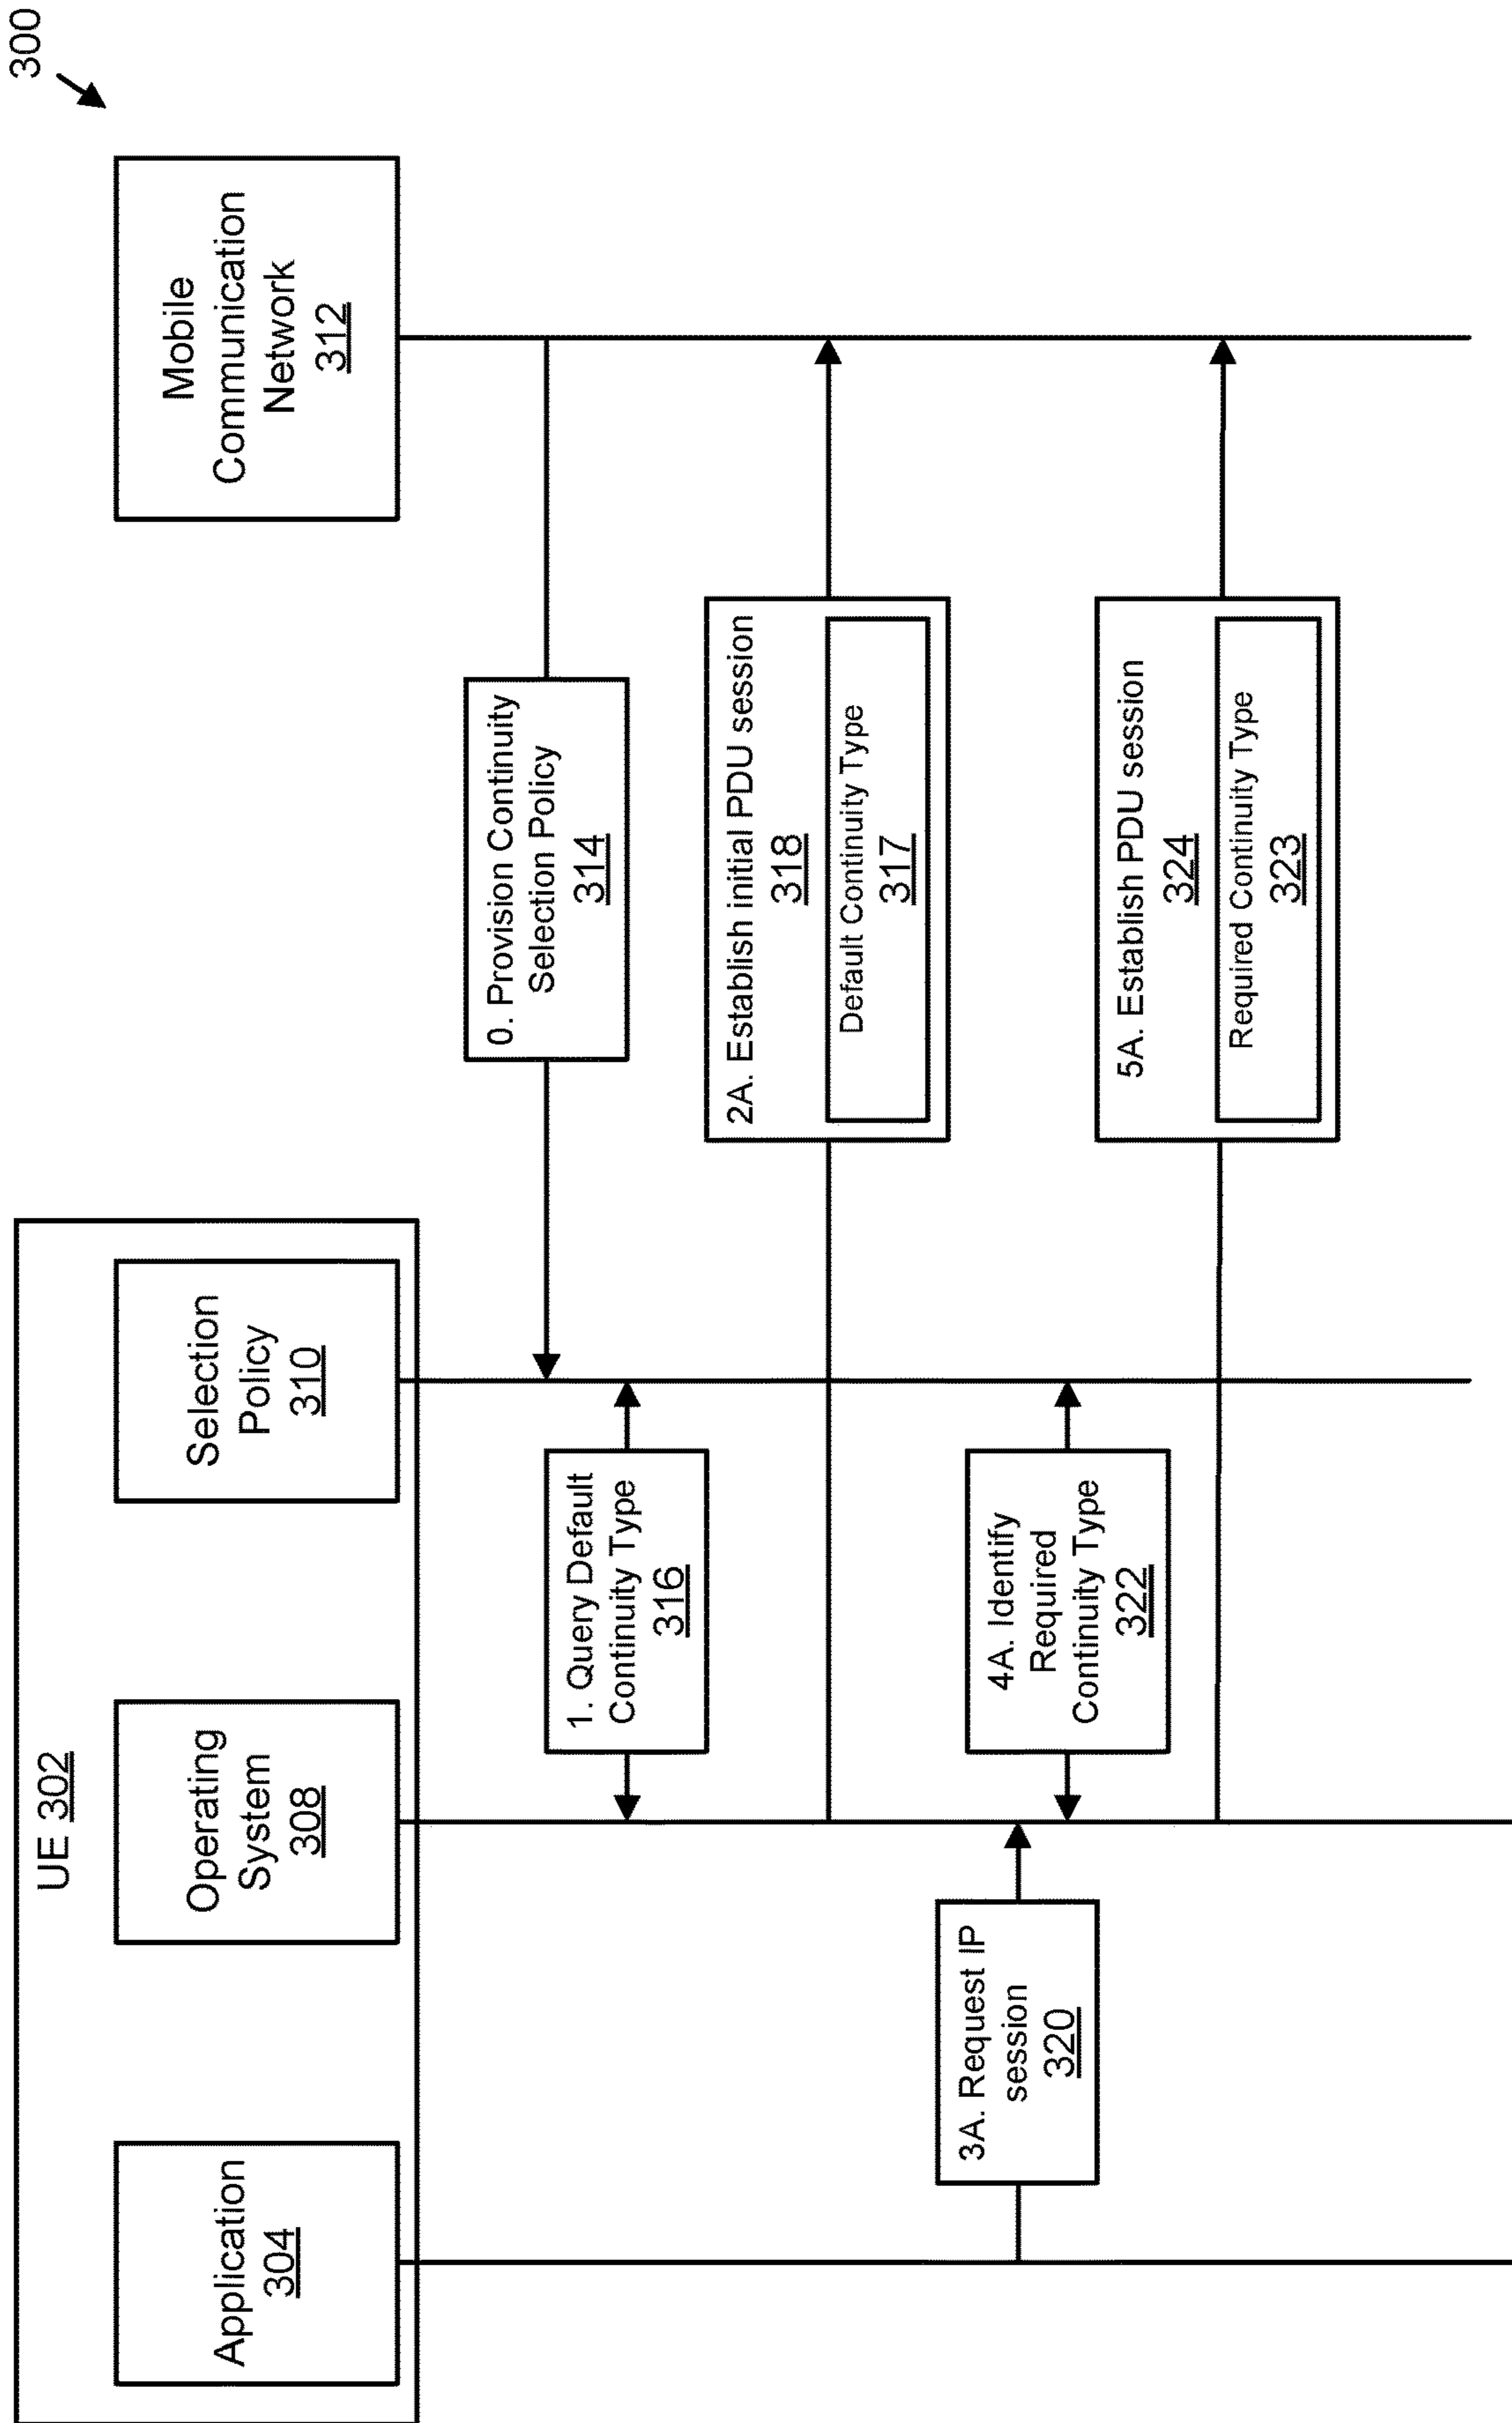 300
UE 302
Application
304
Operating
System
308
Selection
Policy
310
Mobile
Communication
Network
312
0. Provision Continuity
Selection Policy
314
1. Query Default
Continuity Type
316
2A. Establish initial PDU session
318
Default Continuity Type
317
3A. Request IP
session
320
4A. Identify
Required
Continuity Type
322
5A. Establish PDU session
324
Required Continuity Type
323